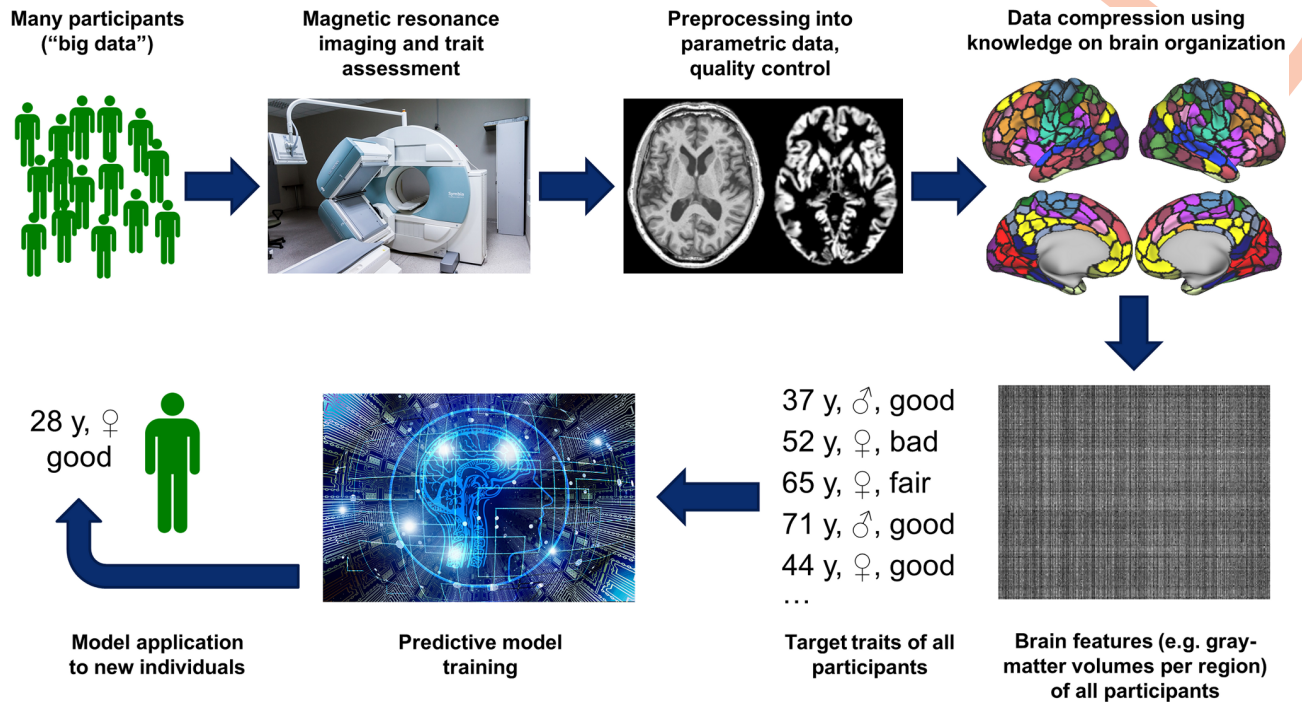 Many participants
(“big data”)
Magnetic resonance
imaging and trait
assessment
Preprocessing into
parametric data,
quality control
Data compression using
knowledge on brain organization
28 y, ♀
good
37 y, ♂, good
52 y, ♀, bad
65 y, ♀, fair
71 y, ♂, good
44 y, ♀, good
...
Model application
to new individuals
Predictive model
training
Target traits of all
participants
Brain features (e.g. gray-
matter volumes per region)
of all participants